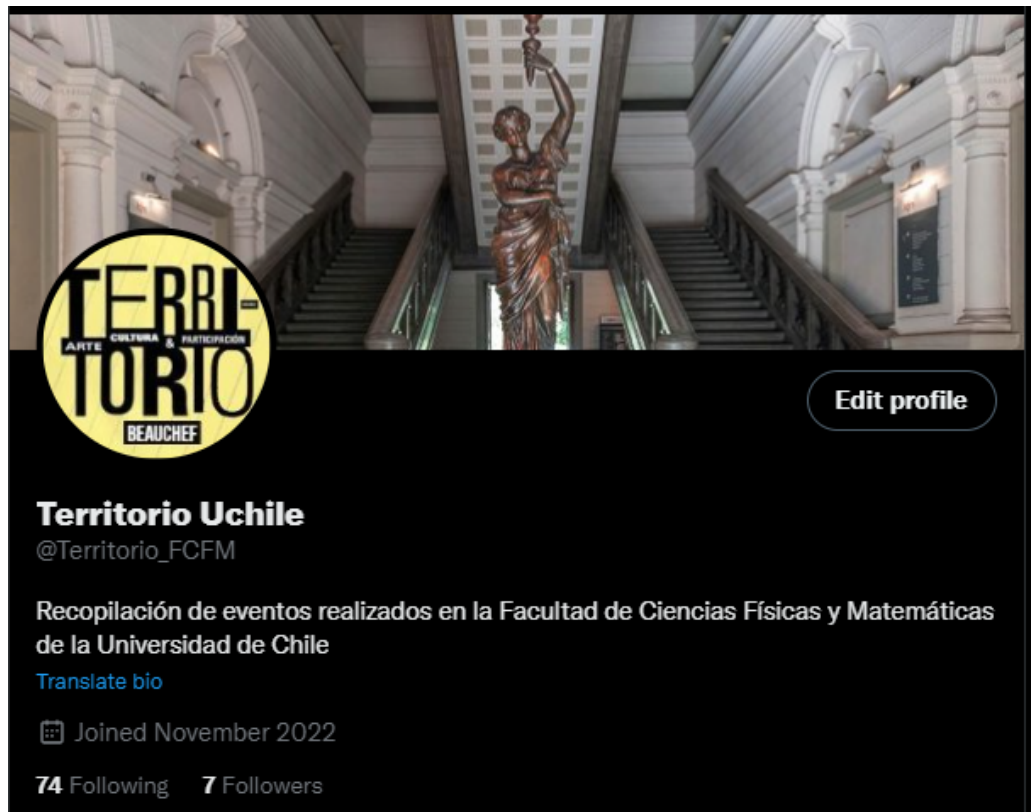 TERRI-
ARTE CULTURA & PARTICIPACIÓN
TORIO
BEAUCHEF
Edit profile
Territorio Uchile
@Territorio_FCFM
Recopilación de eventos realizados en la Facultad de Ciencias Físicas y Matemáticas
de la Universidad de Chile
Translate bio
Joined November 2022
74 Following 7 Followers